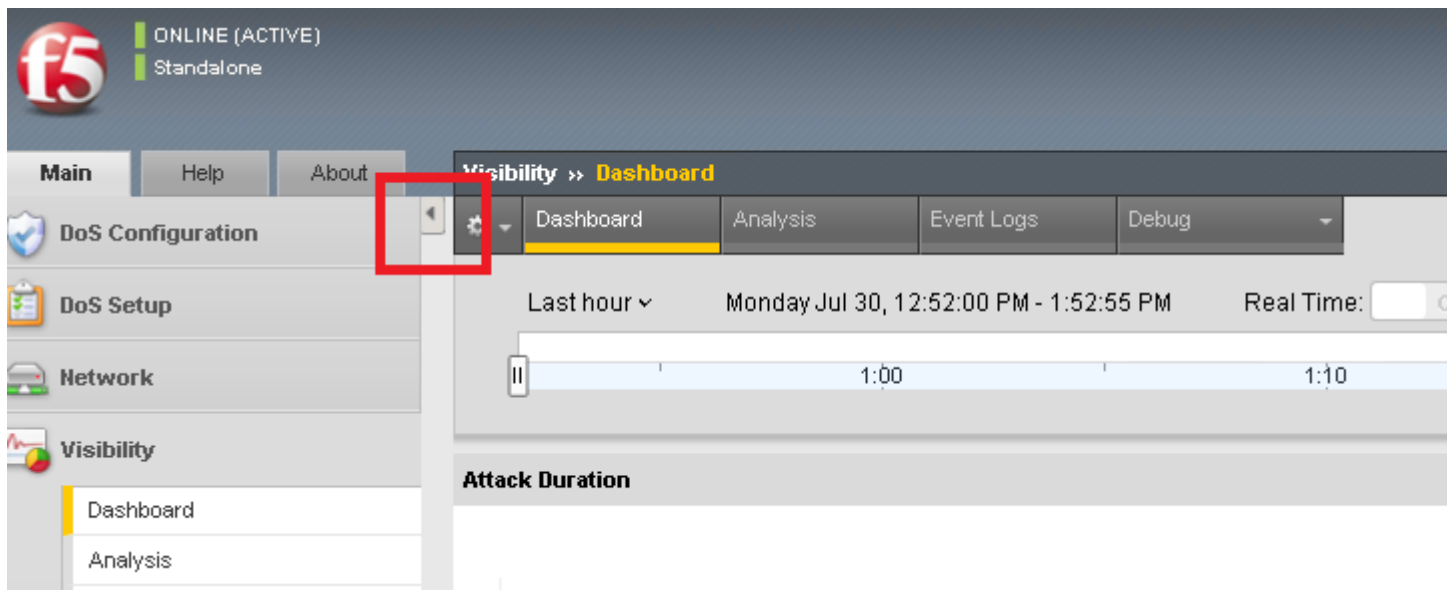 f5
ONLINE (ACTIVE)
Standalone
Main Help About
Visibility » Dashboard
Dashboard Analysis Event Logs Debug
DoS Configuration
DoS Setup
Network
Visibility
Dashboard
Analysis
Last hour Monday Jul 30, 12:52:00 PM - 1:52:55 PM Real Time:
1:00 1:10
Attack Duration